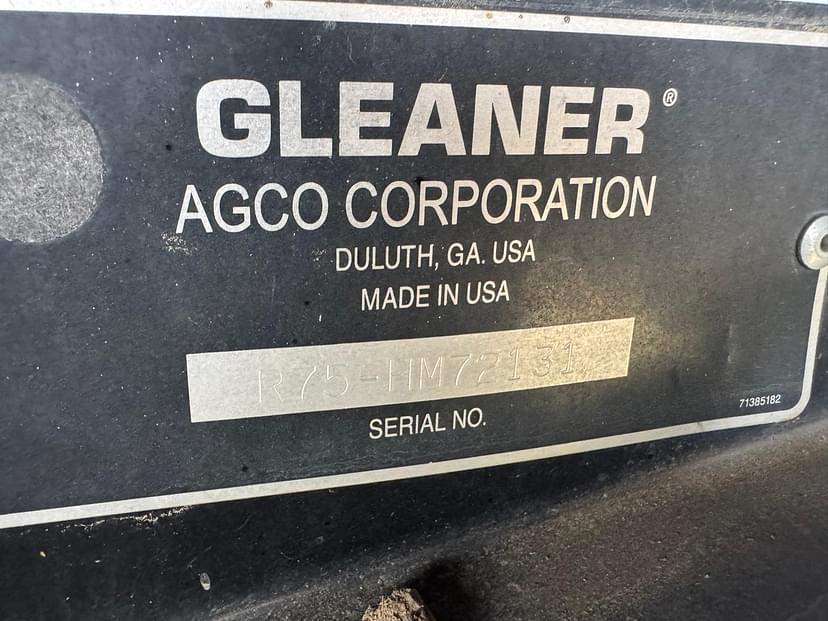 GLEANER®
AGCO CORPORATION
DULUTH, GA. USA
MADE IN USA
R75-HM72131
SERIAL NO.
71385182